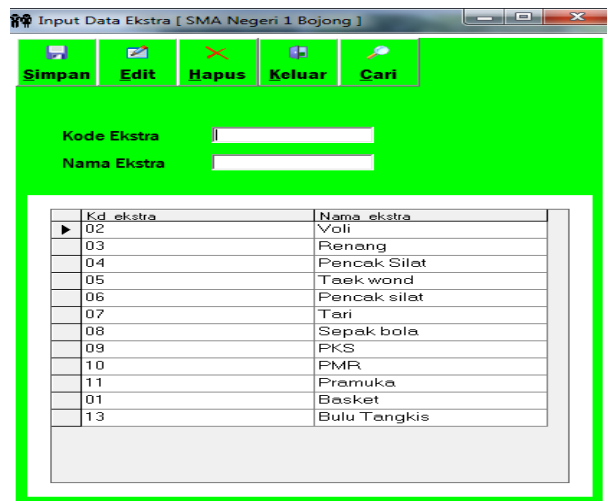 Input Data Ekstra [ SMA Negeri 1 Bojong ]
Simpan Edit Hapus Keluar Cari
Kode Ekstra
Nama Ekstra
Kd_ekstra Nama_ekstra
02 Voli
03 Renang
04 Pencak Silat
05 Taek wond
06 Pencak silat
07 Tari
08 Sepak bola
09 PKS
10 PMR
11 Pramuka
01 Basket
13 Bulu Tangkis